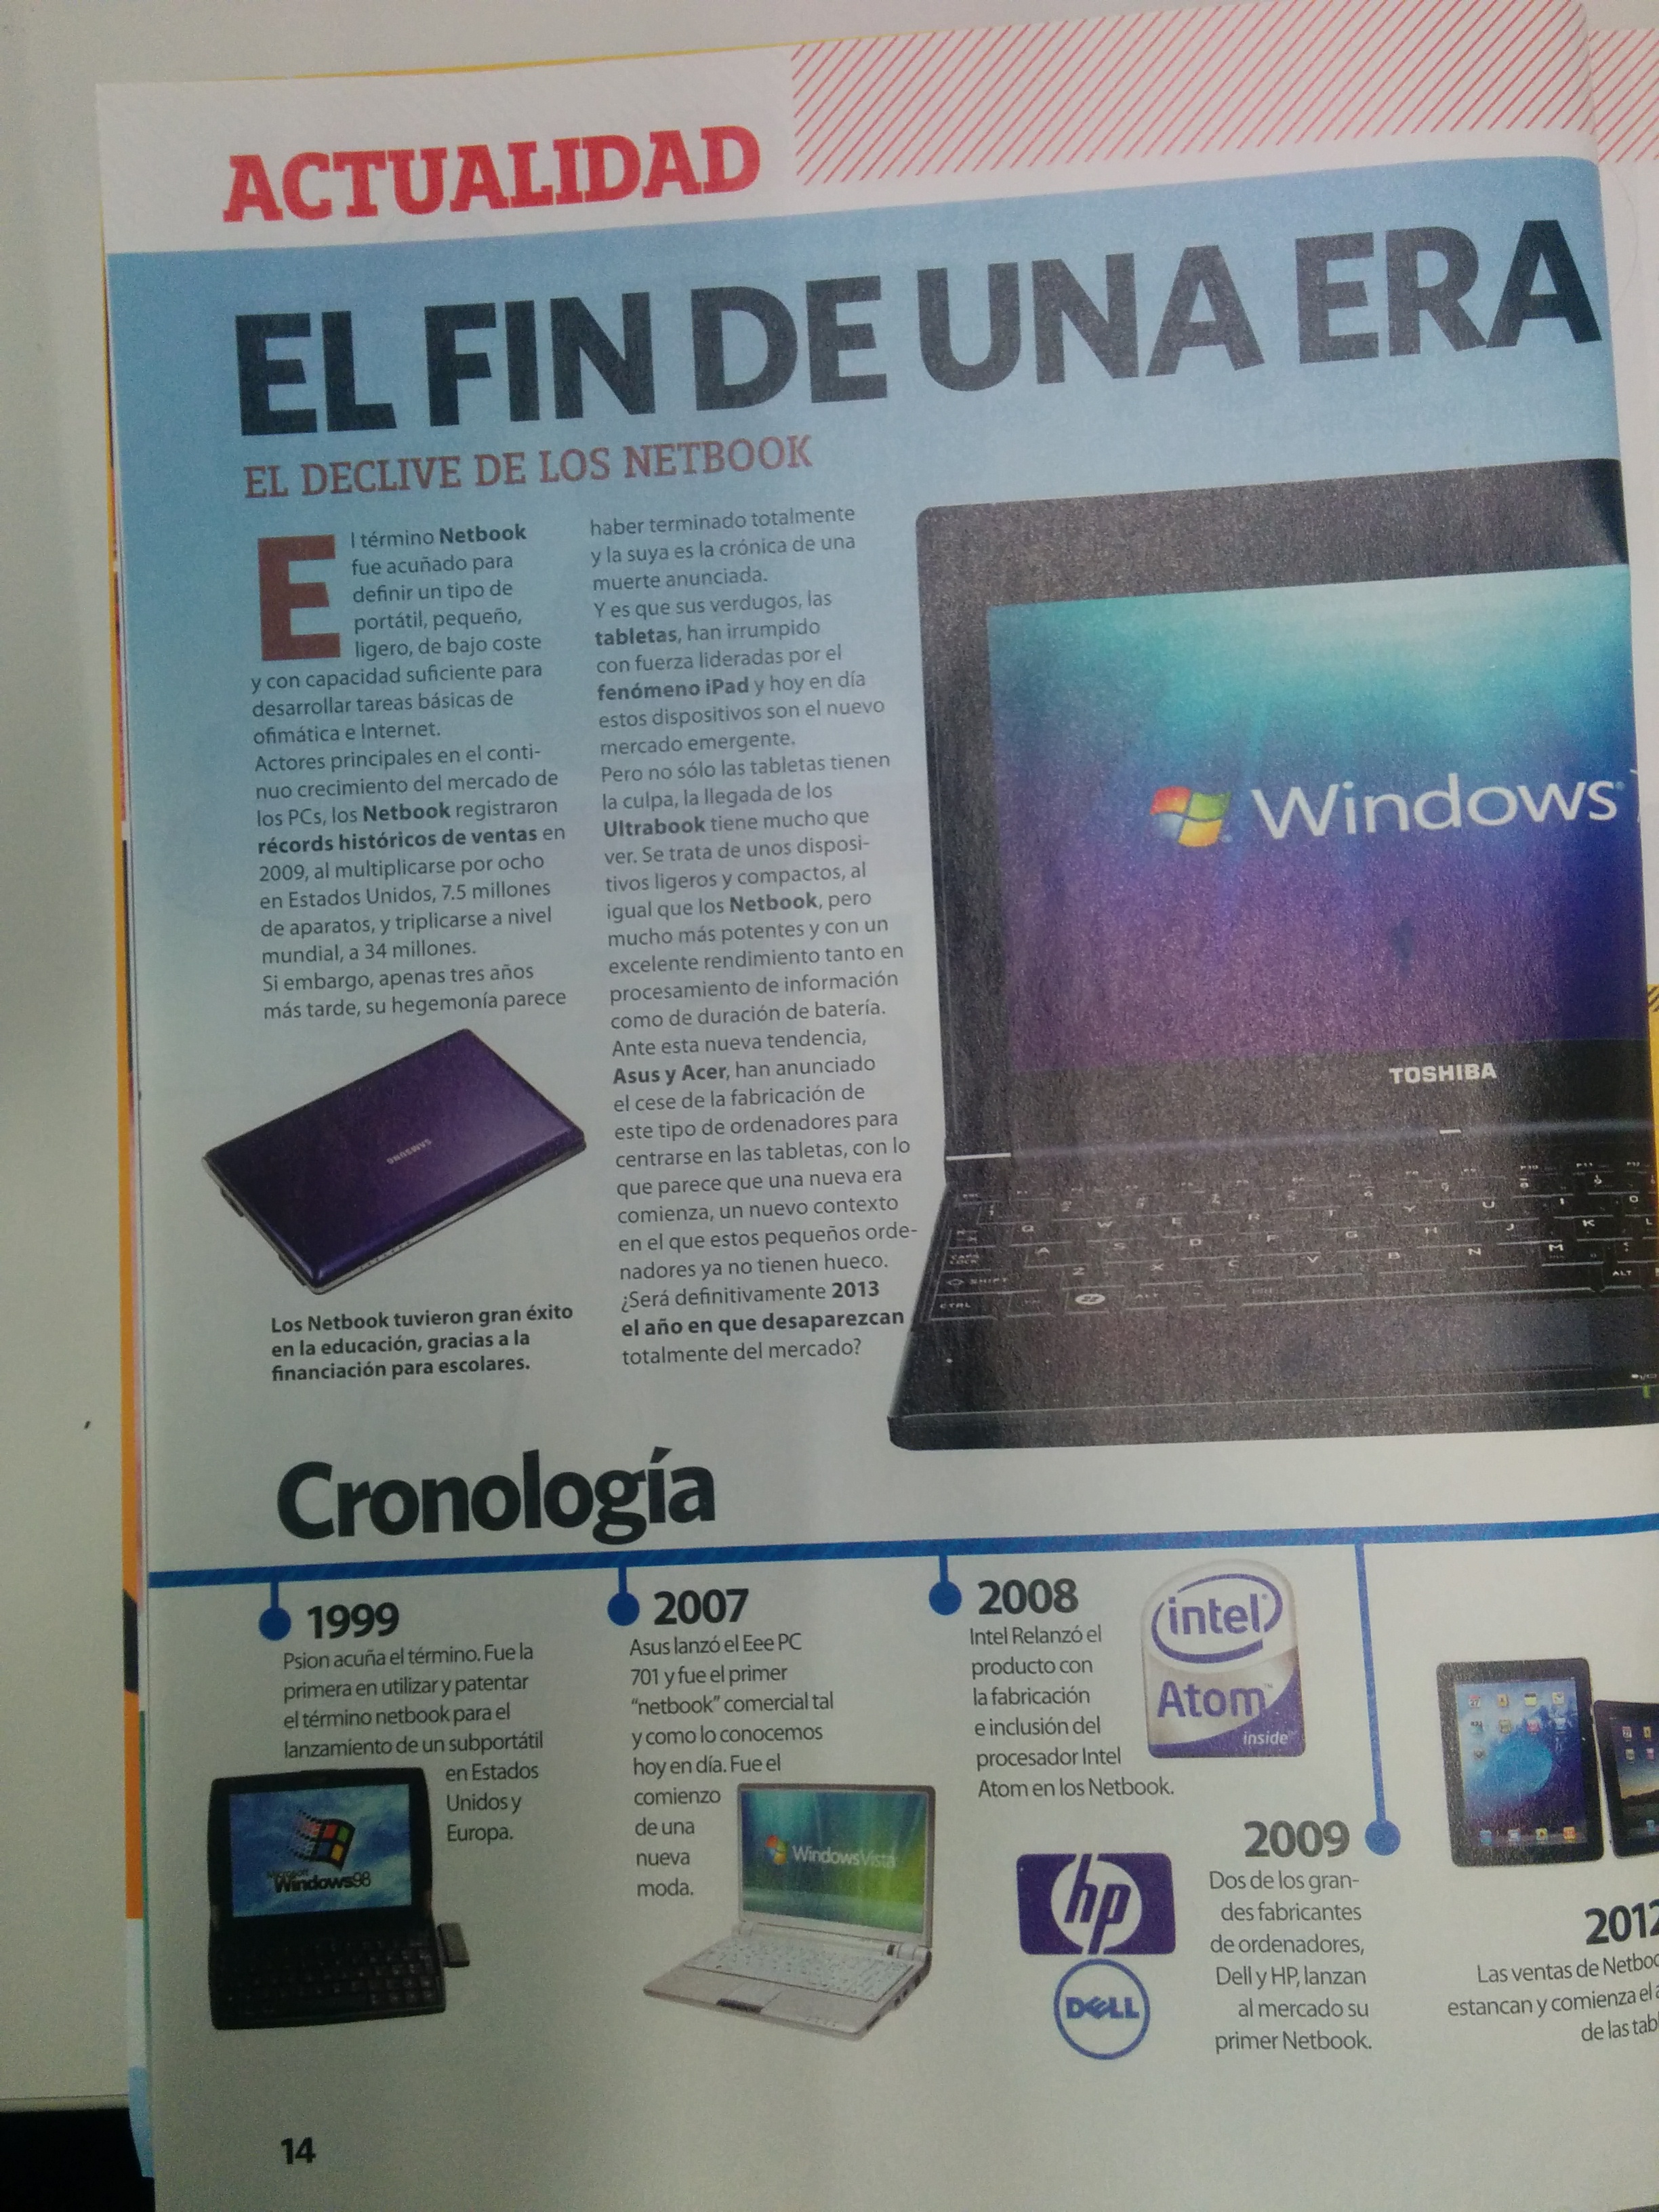 ACTUALIDAD
EL FIN DE UNA ERA
EL DECLIVE DE LOS NETBOOK
El término Netbook
fue acuñado para
definir un tipo de
portátil, pequeño,
ligero, de bajo coste
y con capacidad suficiente para
desarrollar tareas básicas de
ofimática e Internet.
Actores principales en el conti-
nuo crecimiento del mercado de
los PCs, los Netbook registraron
récords históricos de ventas en
2009, al multiplicarse por ocho
en Estados Unidos, 7.5 millones
de aparatos, y triplicarse a nivel
mundial, a 34 millones.
Si embargo, apenas tres años
más tarde, su hegemonía parece
haber terminado totalmente
y la suya es la crónica de una
muerte anunciada.
Y es que sus verdugos, las
tabletas, han irrumpido
con fuerza lideradas por el
fenómeno iPad y hoy en día
estos dispositivos son el nuevo
mercado emergente.
Pero no sólo las tabletas tienen
la culpa, la llegada de los
Ultrabook tiene mucho que
ver. Se trata de unos disposi-
tivos ligeros y compactos, al
igual que los Netbook, pero
mucho más potentes y con un
excelente rendimiento tanto en
procesamiento de información
como de duración de batería.
Ante esta nueva tendencia,
Asus y Acer, han anunciado
el cese de la fabricación de
este tipo de ordenadores para
centrarse en las tabletas, con lo
que parece que una nueva era
comienza, un nuevo contexto
en el que estos pequeños orde-
nadores ya no tienen hueco.
¿Será definitivamente 2013
el año en que desaparezcan
totalmente del mercado?
SAMSUNG
Los Netbook tuvieron gran éxito
en la educación, gracias a la
financiación para escolares.
Windows
TOSHIBA
Cronología
1999
Psion acuña el término. Fue la
primera en utilizar y patentar
el término netbook para el
lanzamiento de un subportátil
en Estados
Unidos y
Europa.
Microsoft
Windows98
2007
Asus lanzó el Eee PC
701 y fue el primer
“netbook” comercial tal
y como lo conocemos
hoy en día. Fue el
comienzo
de una
nueva
moda.
WindowsVista
2008
Intel Relanzó el
producto con
la fabricación
e inclusión del
procesador Intel
Atom en los Netbook.
intel
Atom
inside
2009
Dos de los gran-
des fabricantes
de ordenadores,
Dell y HP, lanzan
al mercado su
primer Netbook.
hp
DELL
2012
Las ventas de Netboo
estancan y comienza el
de las tabl
14